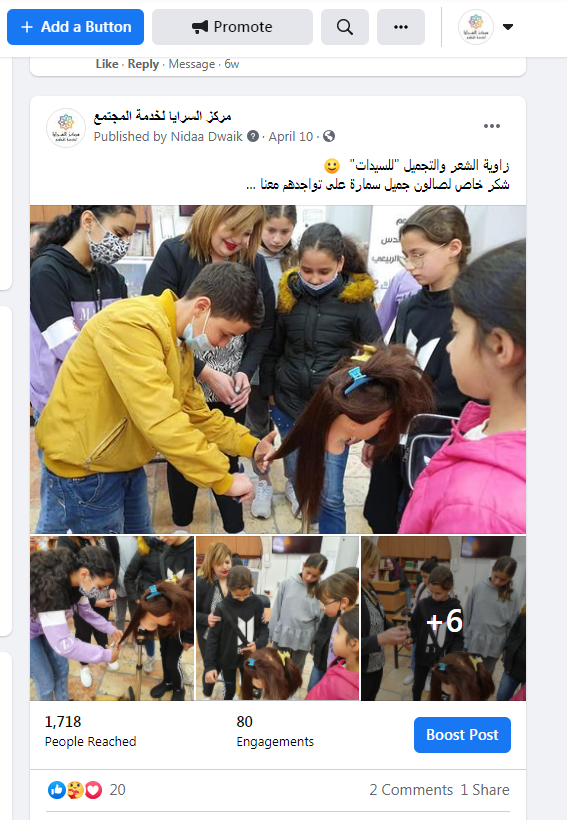 + Add a Button
Promote
Like · Reply · Message · 6w
مركز السرايا لخدمة المجتمع
Published by Nidaa Dwaik · April 10 ·
زاوية الشعر والتجميل "للسيدات"
شكر خاص لصالون جميل سمارة على تواجدهم معنا ...
+6
1,718
People Reached
80
Engagements
Boost Post
20
2 Comments 1 Share